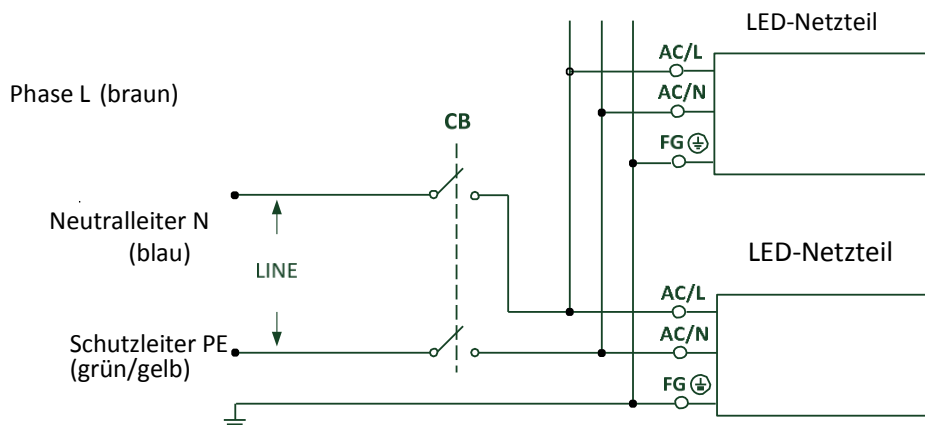 LED-Netzteil
AC/L
Phase L (braun)
AC/N
CB
FG
Neutralleiter N
(blau)
LED-Netzteil
LINE
AC/L
AC/N
Schutzleiter PE
(grün/gelb)
FG